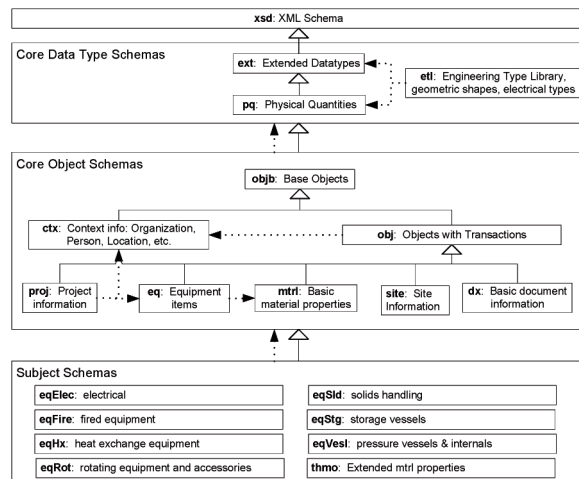 xsd: XML Schema
Core Data Type Schemas
ext: Extended Datatypes
etl: Engineering Type Library,
geometric shapes, electrical types
pq: Physical Quantities
Core Object Schemas
objb: Base Objects
ctx: Context info: Organization,
Person, Location, etc.
obj: Objects with Transactions
proj: Project
information
eq: Equipment
items
mtrl: Basic
material properties
site: Site
Information
dx: Basic document
information
Subject Schemas
eqElec: electrical
eqSld: solids handling
eqFire: fired equipment
eqStg: storage vessels
eqHx: heat exchange equipment
eqVesl: pressure vessels & internals
eqRot: rotating equipment and accessories
thmo: Extended mtrl properties